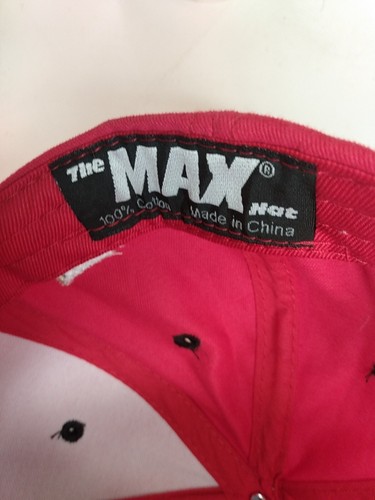 The MAX® Hat
100% Cotton Made in China